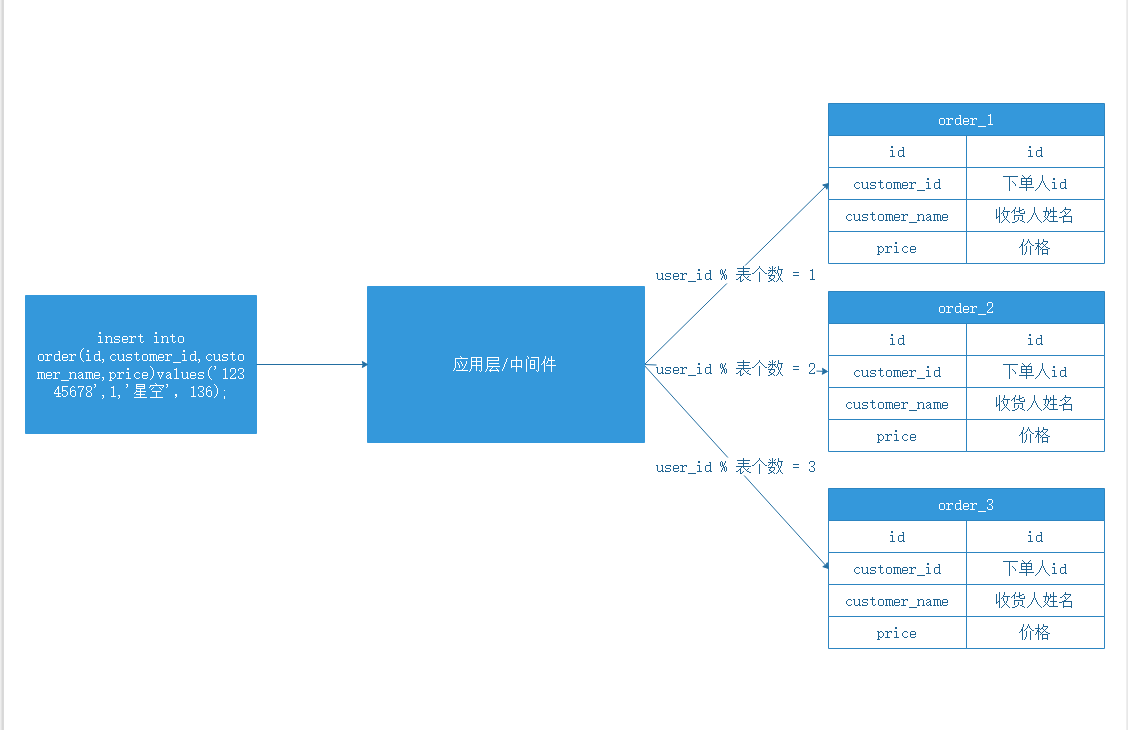 insert into
order(id,customer_id,custo
mer_name,price)values('123
45678',1,'星空', 136);
应用层/中间件
user_id % 表个数 = 1
user_id % 表个数 = 2
user_id % 表个数 = 3
order_1
id id
customer_id 下单人id
customer_name 收货人姓名
price 价格
order_2
id id
customer_id 下单人id
customer_name 收货人姓名
price 价格
order_3
id id
customer_id 下单人id
customer_name 收货人姓名
price 价格